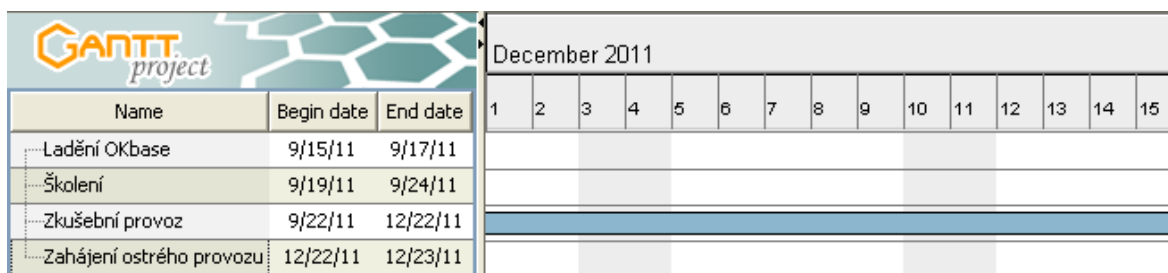 GANTT
project
December 2011
Name Begin date End date 1 2 3 4 5 6 7 8 9 10 11 12 13 14 15
Ladění OKbase 9/15/11 9/17/11
Školení 9/19/11 9/24/11
Zkušební provoz 9/22/11 12/22/11
Zahájení ostrého provozu 12/22/11 12/23/11